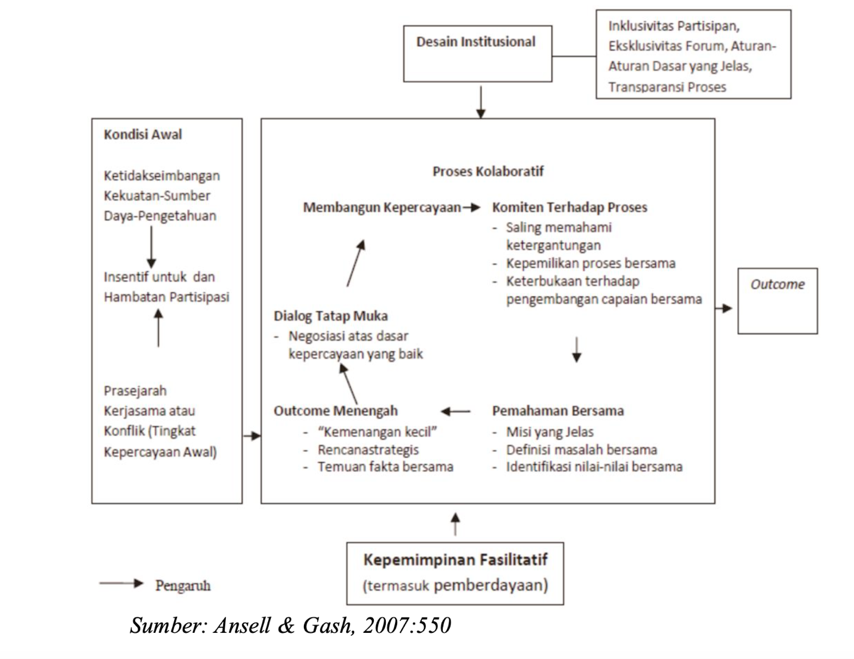 Desain Institusional
Inklusivitas Partisipan,
Eksklusivitas Forum, Aturan-
Aturan Dasar yang Jelas,
Transparansi Proses
Kondisi Awal
Ketidakseimbangan
Kekuatan-Sumber
Daya-Pengetahuan
Insentif untuk dan
Hambatan Partisipasi
Prasejarah
Kerjasama atau
Konflik (Tingkat
Kepercayaan Awal)
Proses Kolaboratif
Membangun Kepercayaan
Komiten Terhadap Proses
- Saling memahami
ketergantungan
- Kepemilikan proses bersama
- Keterbukaan terhadap
pengembangan capaian bersama
Dialog Tatap Muka
- Negosiasi atas dasar
kepercayaan yang baik
Outcome Menengah
- “Kemenangan kecil”
- Rencanastrategis
- Temuan fakta bersama
Pemahaman Bersama
- Misi yang Jelas
- Definisi masalah bersama
- Identifikasi nilai-nilai bersama
Outcome
Kepemimpinan Fasilitatif
(termasuk pemberdayaan)
Pengaruh
Sumber: Ansell & Gash, 2007:550